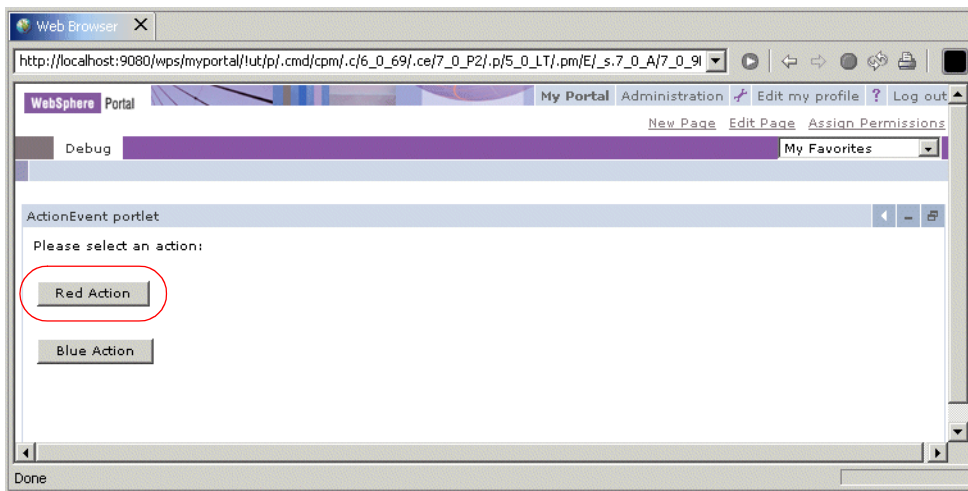 Web Browser X
http://localhost:9080/wps/myportal/!ut/p/.cmd/cpm/.c/6_0_69/.ce/7_0_P2/.p/5_0_LT/.pm/E/_s.7_0_A/7_0_9I
WebSphere Portal
My Portal Administration Edit my profile ? Log out
New Page Edit Page Assign Permissions
Debug
My Favorites
ActionEvent portlet
Please select an action:
Red Action
Blue Action
Done